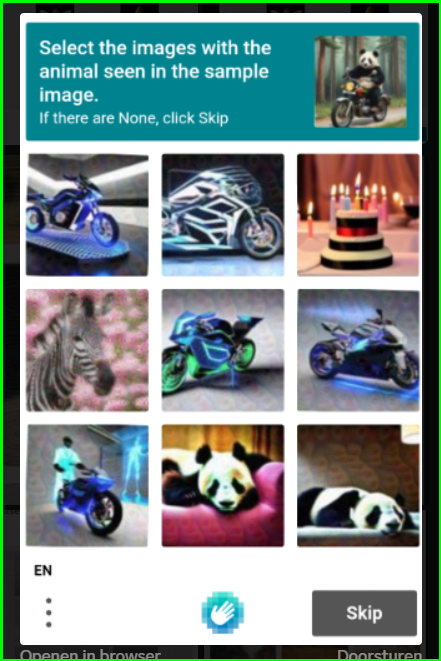 Select the images with the
animal seen in the sample
image.
If there are None, click Skip
EN
Skip
Openen in browser
Doorsturen